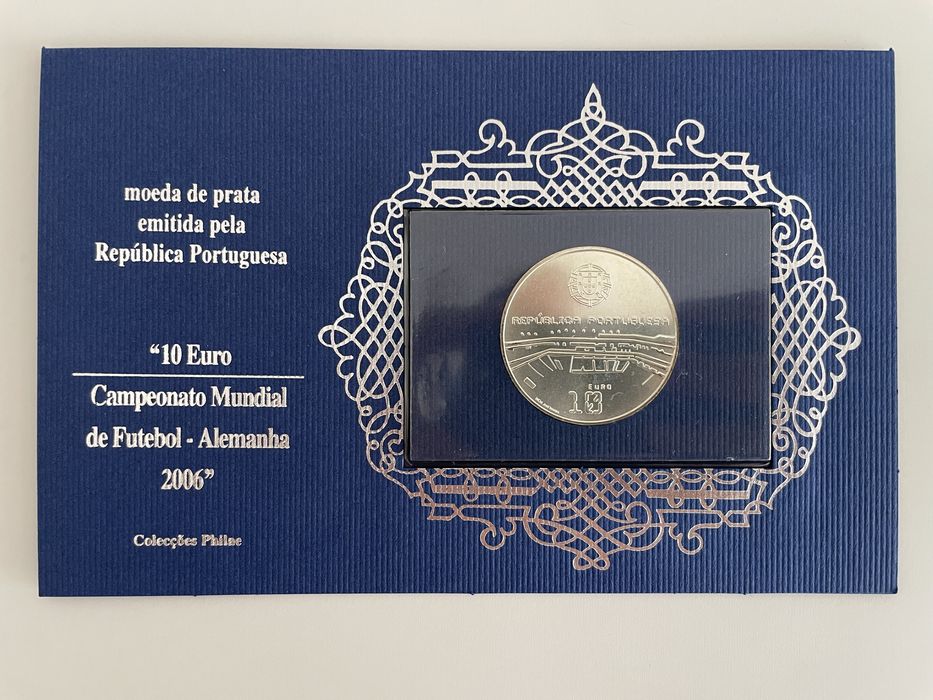 moeda de prata
emitida pela
República Portuguesa
“10 Euro
Campeonato Mundial
de Futebol - Alemanha
2006”
Colecções Philae
REPÚBLICA PORTUGUESA
EURO
10